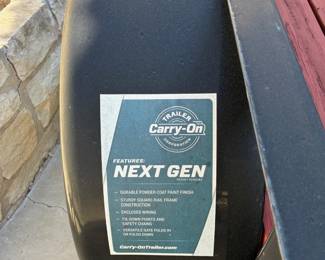 TRAILER
Carry-On
CORPORATION
FEATURES:
NEXT GEN
- DURABLE POWDER COAT PAINT FINISH
- STURDY SQUARE-RAIL FRAME
CONSTRUCTION
- ENCLOSED WIRING
- TIE DOWN POINTS AND
SAFETY CHAINS
- VERSATILE GATE FOLDS IN
OR FOLDS DOWN
Carry-OnTrailer.com